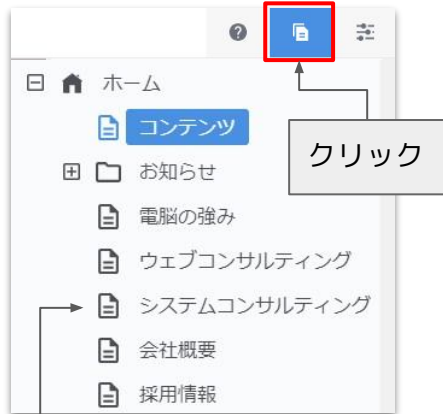 ホーム
コンテンツ
クリック
お知らせ
電脳の強み
ウェブコンサルティング
システムコンサルティング
会社概要
採用情報